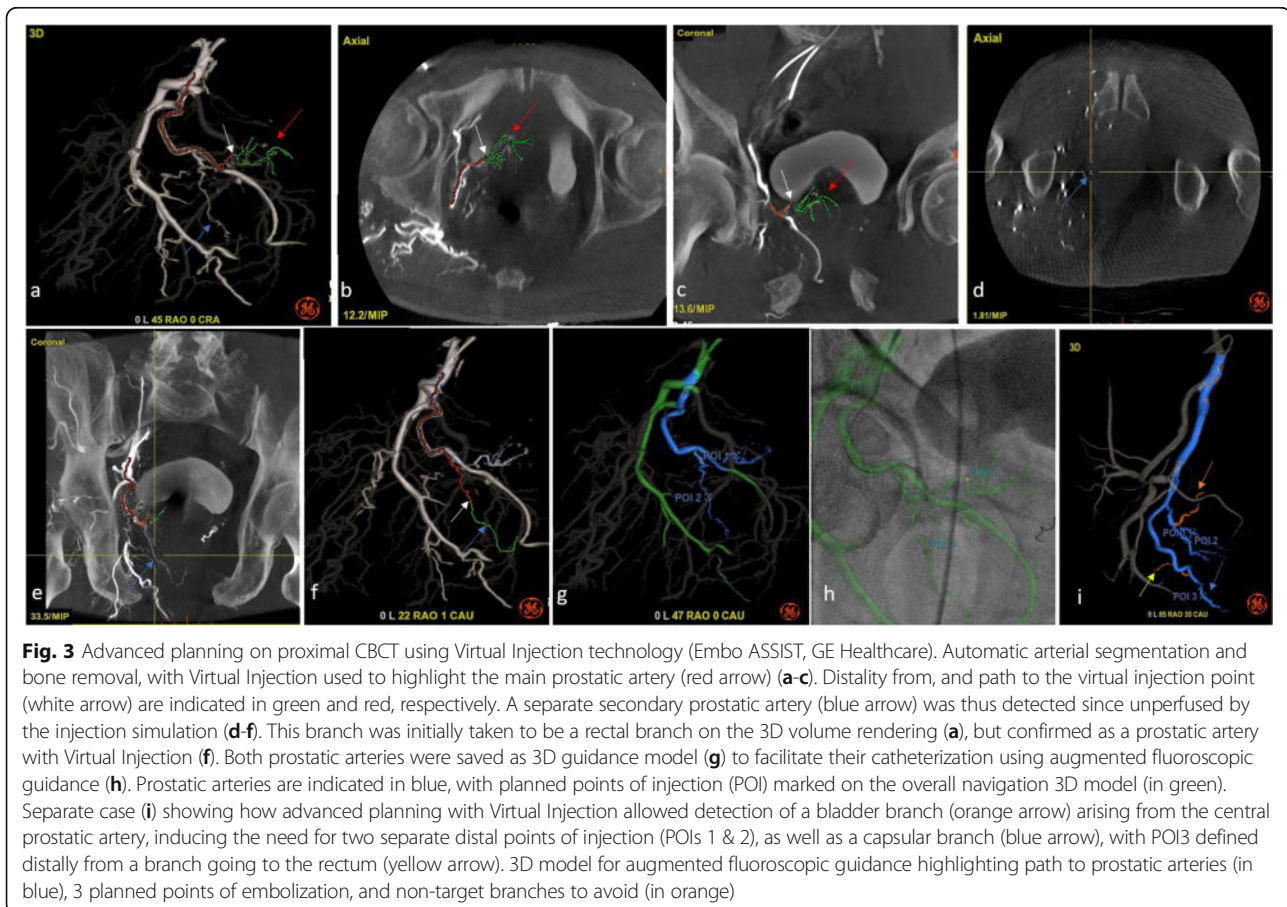 3D
a
0 L 45 RAO 0 CRA
Axial
b
12.2/MIP
Coronal
c
13.6/MIP
Axial
d
1.81/MIP
Coronal
e
33.5/MIP
f
0 L 22 RAO 1 CAU
POI 1
POI 2
g
0 L 47 RAO 0 CAU
h
3D
POI 2
POI 3
i
0 L 85 RAO 35 CAU
Fig. 3 Advanced planning on proximal CBCT using Virtual Injection technology (Embo ASSIST, GE Healthcare). Automatic arterial segmentation and
bone removal, with Virtual Injection used to highlight the main prostatic artery (red arrow) (a-c). Distality from, and path to the virtual injection point
(white arrow) are indicated in green and red, respectively. A separate secondary prostatic artery (blue arrow) was thus detected since unperfused by
the injection simulation (d-f). This branch was initially taken to be a rectal branch on the 3D volume rendering (a), but confirmed as a prostatic artery
with Virtual Injection (f). Both prostatic arteries were saved as 3D guidance model (g) to facilitate their catheterization using augmented fluoroscopic
guidance (h). Prostatic arteries are indicated in blue, with planned points of injection (POI) marked on the overall navigation 3D model (in green).
Separate case (i) showing how advanced planning with Virtual Injection allowed detection of a bladder branch (orange arrow) arising from the central
prostatic artery, inducing the need for two separate distal points of injection (POIs 1 & 2), as well as a capsular branch (blue arrow), with POI3 defined
distally from a branch going to the rectum (yellow arrow). 3D model for augmented fluoroscopic guidance highlighting path to prostatic arteries (in
blue), 3 planned points of embolization, and non-target branches to avoid (in orange)